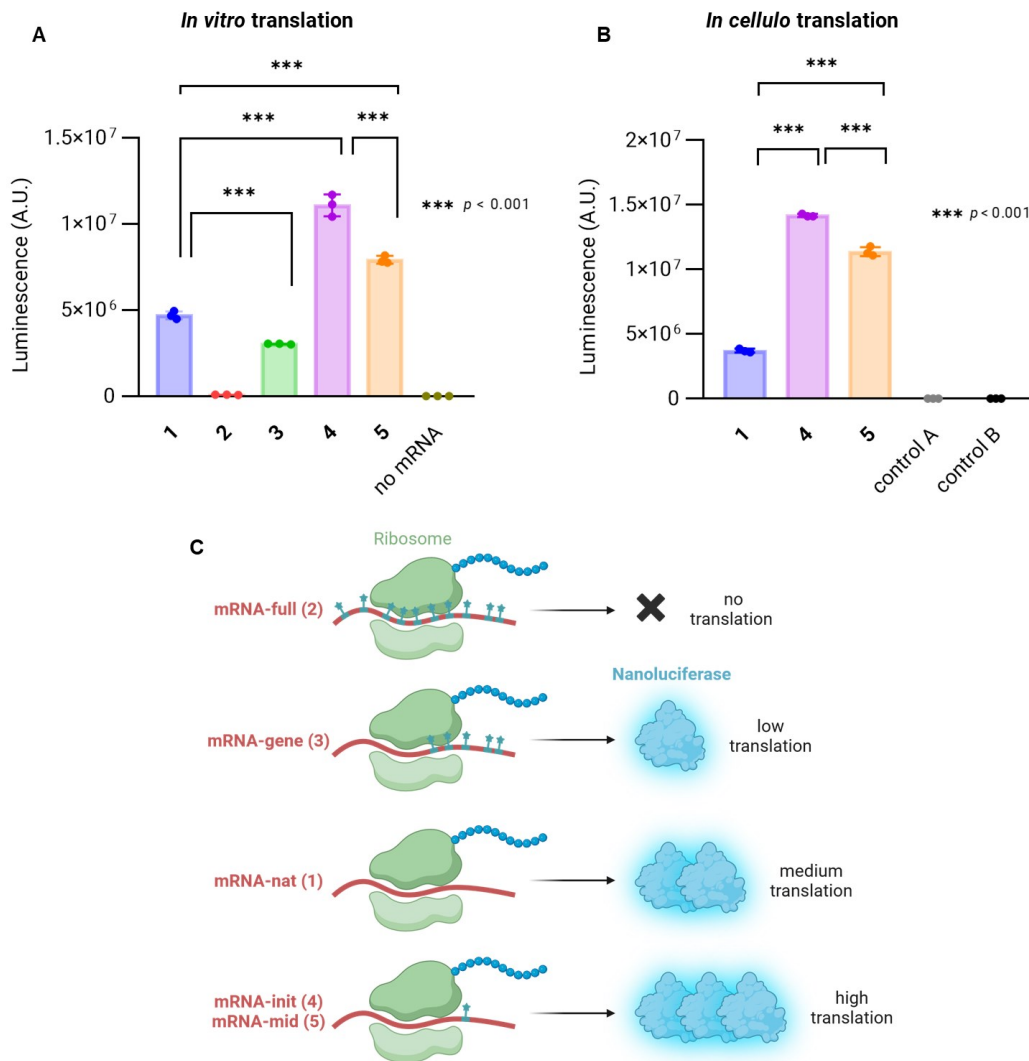 In vitro translation
A
***
***
***
***
1.5×10⁷
1×10⁷
5×10⁶
0
Luminescence (A.U.)
*** p < 0.001
1
2
3
4
5
no mRNA
In cellulo translation
B
***
***
***
2×10⁷
1.5×10⁷
1×10⁷
5×10⁶
0
Luminescence (A.U.)
*** p < 0.001
1
4
5
control A
control B
C
Ribosome
mRNA-full (2)
no
translation
Nanoluciferase
mRNA-gene (3)
low
translation
mRNA-nat (1)
medium
translation
mRNA-init (4)
mRNA-mid (5)
high
translation